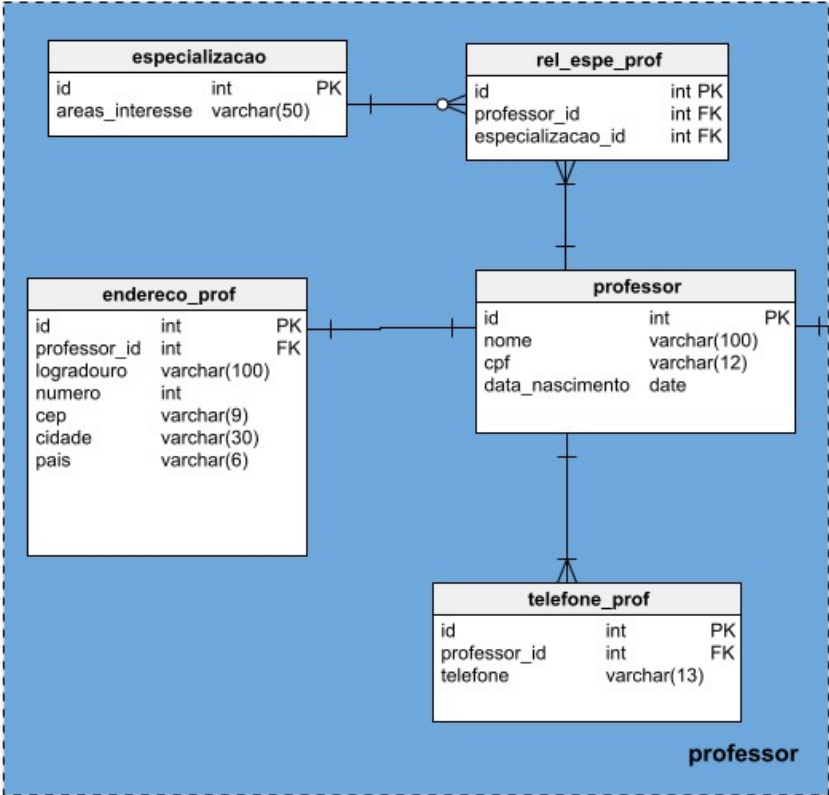 especializacao
id int PK
areas_interesse varchar(50)
rel_espe_prof
id int PK
professor_id int FK
especializacao_id int FK
endereco_prof
id int PK
professor_id int FK
logradouro varchar(100)
numero int
cep varchar(9)
cidade varchar(30)
pais varchar(6)
professor
id int PK
nome varchar(100)
cpf varchar(12)
data_nascimento date
telefone_prof
id int PK
professor_id int FK
telefone varchar(13)
professor